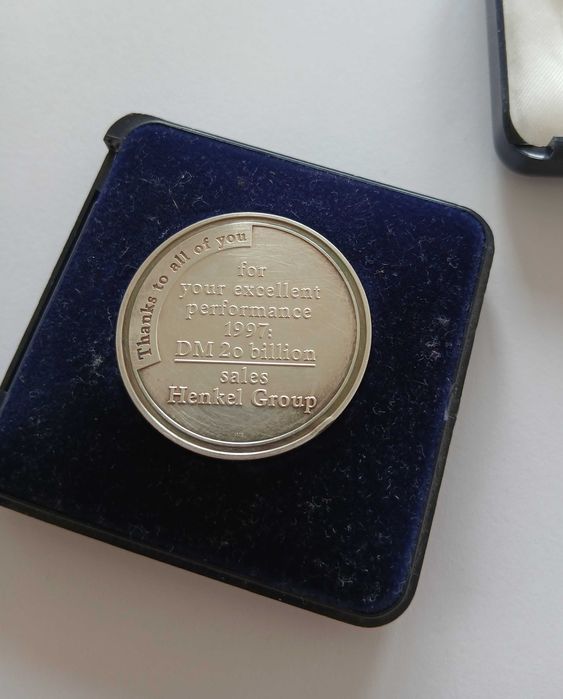 Thanks to all of you
for
your excellent
performance
1997:
DM 20 billion
sales
Henkel Group